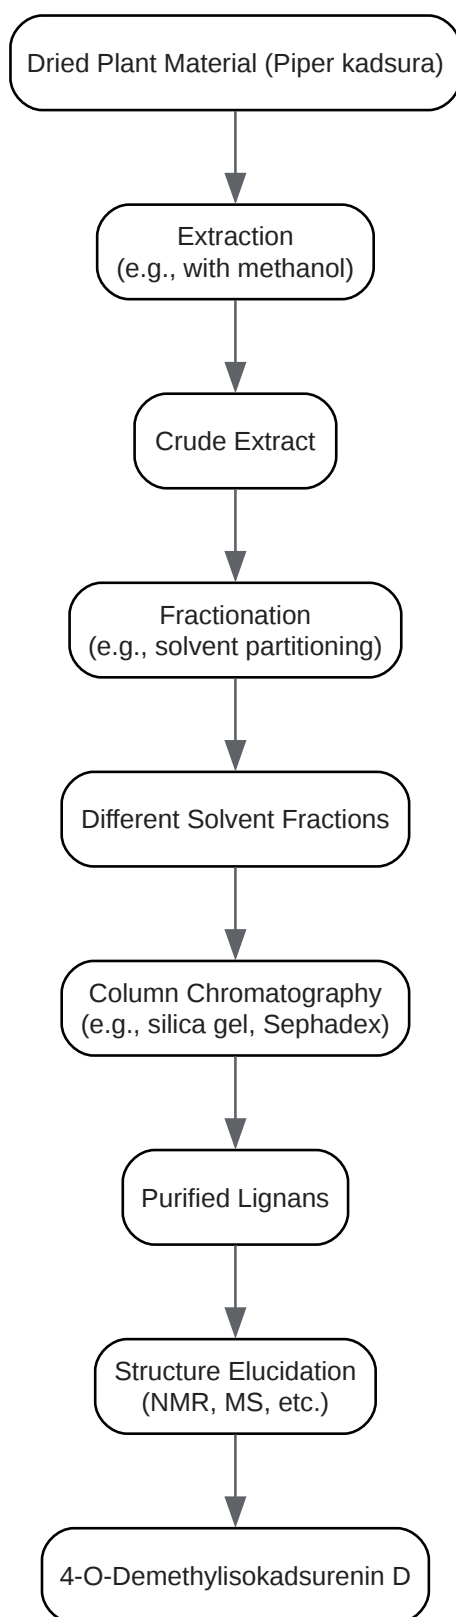 Dried Plant Material (Piper kadsura)
Extraction
(e.g., with methanol)
Crude Extract
Fractionation
(e.g., solvent partitioning)
Different Solvent Fractions
Column Chromatography
(e.g., silica gel, Sephadex)
Purified Lignans
Structure Elucidation
(NMR, MS, etc.)
4-O-Demethylisokadsurenin D